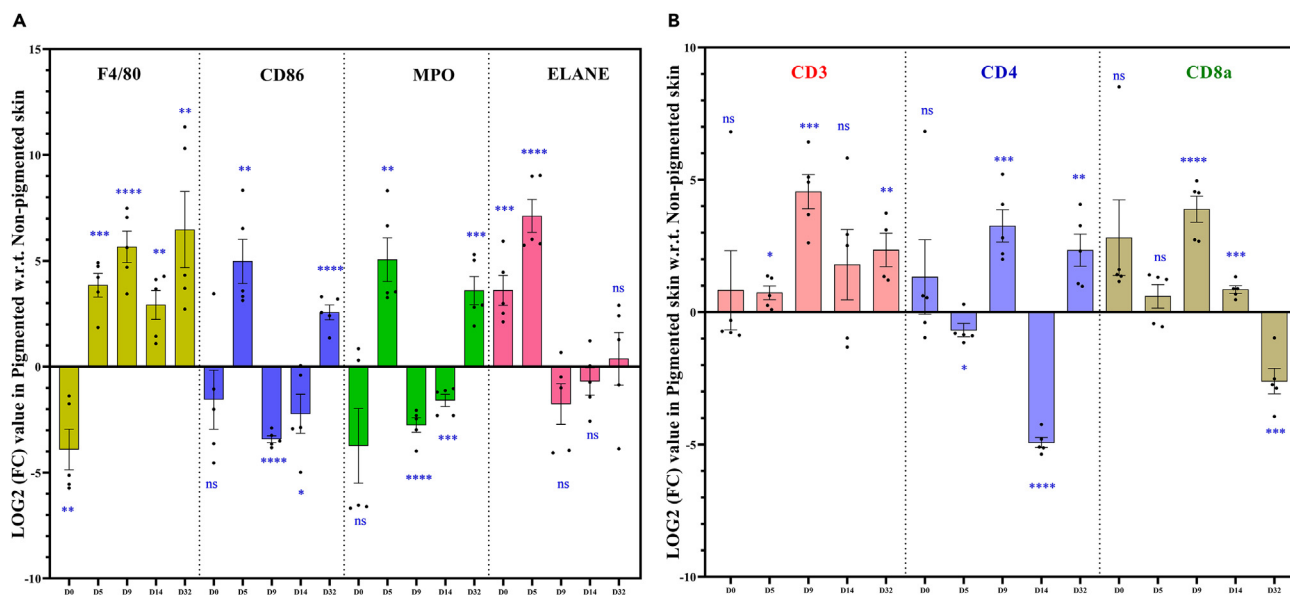 A
LOG2 (FC) value in Pigmented w.r.t. Non-pigmented skin
15
10
5
0
-5
-10
F4/80 CD86 MPO ELANE
** *** **** ** **
ns ** **** * ****
ns ** **** *** ***
*** **** ns ns ns
D0 D5 D9 D14 D32 D0 D5 D9 D14 D32 D0 D5 D9 D14 D32 D0 D5 D9 D14 D32
B
LOG2 (FC) value in Pigmented skin w.r.t. Non-pigmented skin
10
5
0
-5
-10
CD3 CD4 CD8a
ns * *** ns **
ns * *** **** **
ns ns **** *** ***
D0 D5 D9 D14 D32 D0 D5 D9 D14 D32 D0 D5 D9 D14 D32